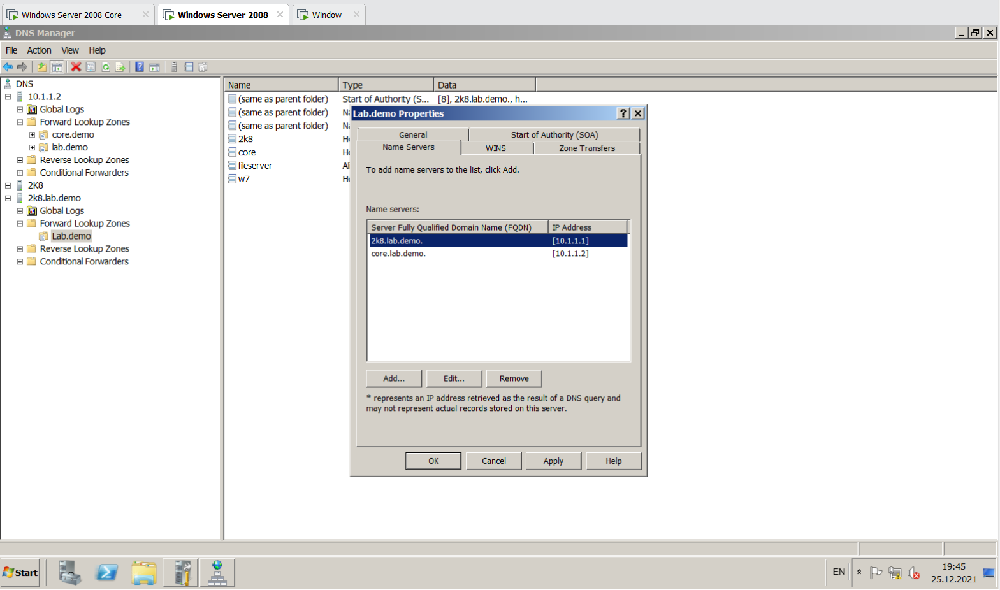 Windows Server 2008 Core
Windows Server 2008
Window
DNS Manager
File Action View Help
DNS
10.1.1.2
Global Logs
Forward Lookup Zones
core.demo
lab.demo
Reverse Lookup Zones
Conditional Forwarders
2K8
2k8.lab.demo
Global Logs
Forward Lookup Zones
Lab.demo
Reverse Lookup Zones
Conditional Forwarders
Name Type Data
(same as parent folder) Start of Authority (S... [8], 2k8.lab.demo., h...
(same as parent folder) Na
(same as parent folder) Na
2k8 Ho
core Ho
fileserver Al
w7 Ho
Lab.demo Properties
General Start of Authority (SOA)
Name Servers WINS Zone Transfers
To add name servers to the list, click Add.
Name servers:
Server Fully Qualified Domain Name (FQDN) IP Address
2k8.lab.demo. [10.1.1.1]
core.lab.demo. [10.1.1.2]
Add... Edit... Remove
* represents an IP address retrieved as the result of a DNS query and
may not represent actual records stored on this server.
OK Cancel Apply Help
Start
EN
19:45
25.12.2021